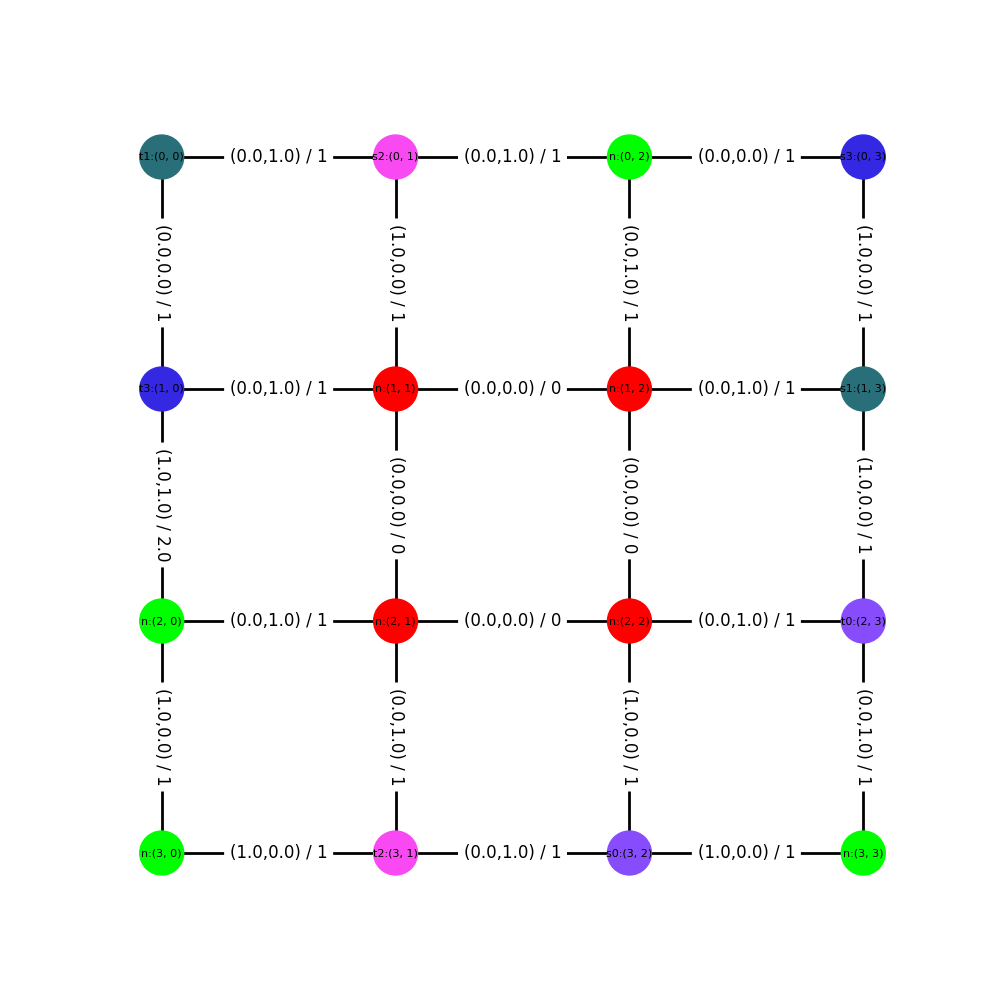 t1:(0, 0) (0.0,1.0) / 1 s2:(0, 1) (0.0,1.0) / 1 n:(0, 2) (0.0,0.0) / 1 s3:(0, 3)
(0.0,0.0) / 1 (1.0,0.0) / 1 (0.0,1.0) / 1 (1.0,0.0) / 1
t3:(1, 0) (0.0,1.0) / 1 n:(1, 1) (0.0,0.0) / 0 n:(1, 2) (0.0,1.0) / 1 s1:(1, 3)
(1.0,1.0) / 2.0 (0.0,0.0) / 0 (0.0,0.0) / 0 (1.0,0.0) / 1
n:(2, 0) (0.0,1.0) / 1 n:(2, 1) (0.0,0.0) / 0 n:(2, 2) (0.0,1.0) / 1 t0:(2, 3)
(1.0,0.0) / 1 (0.0,1.0) / 1 (1.0,0.0) / 1 (0.0,1.0) / 1
n:(3, 0) (1.0,0.0) / 1 t2:(3, 1) (0.0,1.0) / 1 s0:(3, 2) (1.0,0.0) / 1 n:(3, 3)